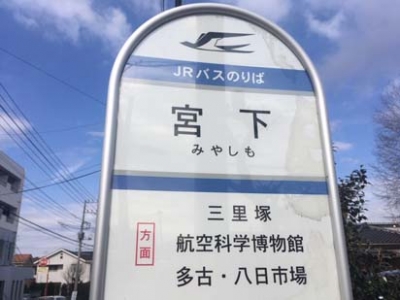 JRバスのりば
宮下
みやしも
方面
三里塚
航空科学博物館
多古・八日市場